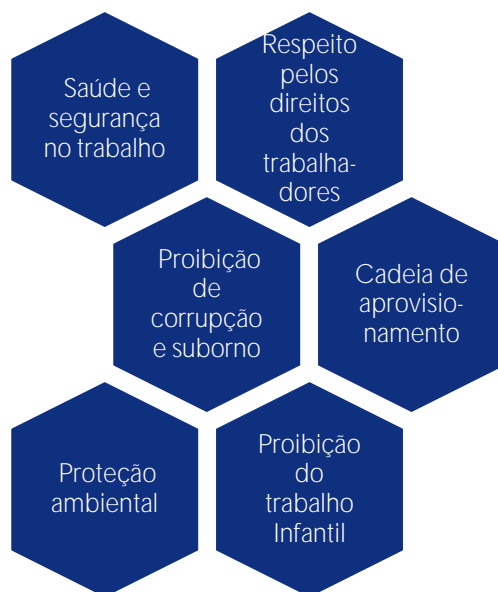 Saúde e
segurança
no trabalho
Respeito
pelos
direitos
dos
trabalha-
dores
Proibição
de
corrupção
e suborno
Cadeia de
aprovisio-
namento
Proteção
ambiental
Proibição
do
trabalho
Infantil